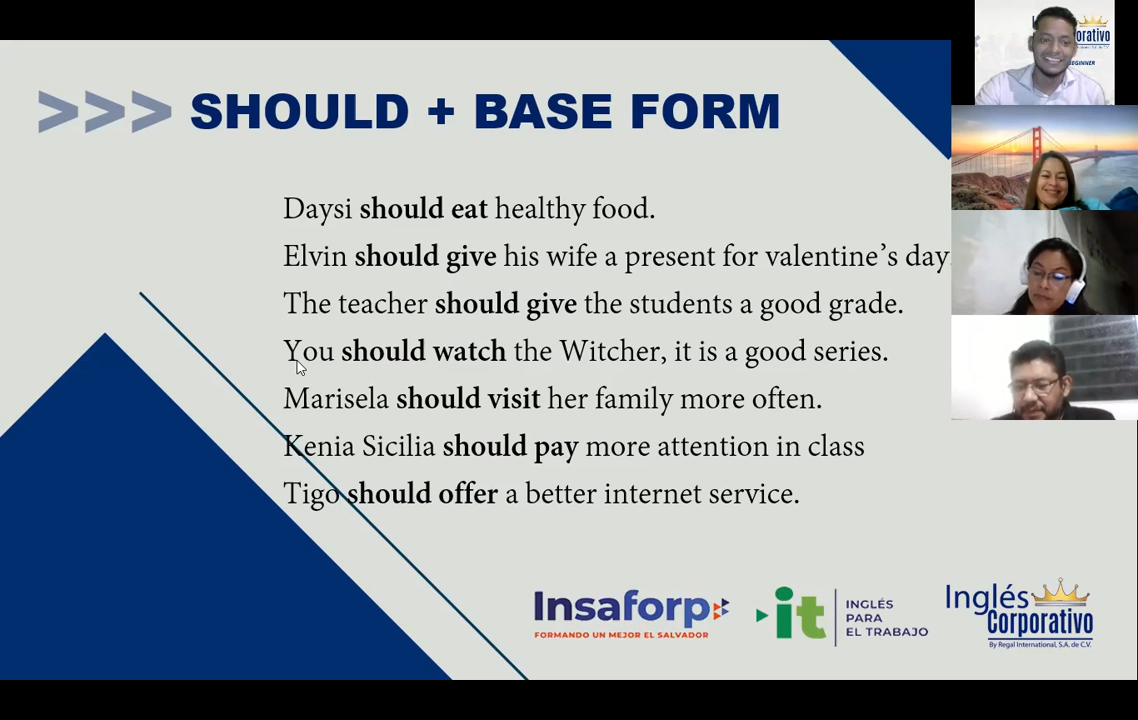 >>> SHOULD + BASE FORM
Daysi should eat healthy food.
Elvin should give his wife a present for valentine's day
The teacher should give the students a good grade.
You should watch the Witcher, it is a good series.
Marisela should visit her family more often.
Kenia Sicilia should pay more attention in class
Tigo should offer a better internet service.
Insaforp
FORMANDO UN MEJOR EL SALVADOR
it
INGLÉS
PARA
EL TRABAJO
Inglés
Corporativo
By Regal International, S.A. de C.V.